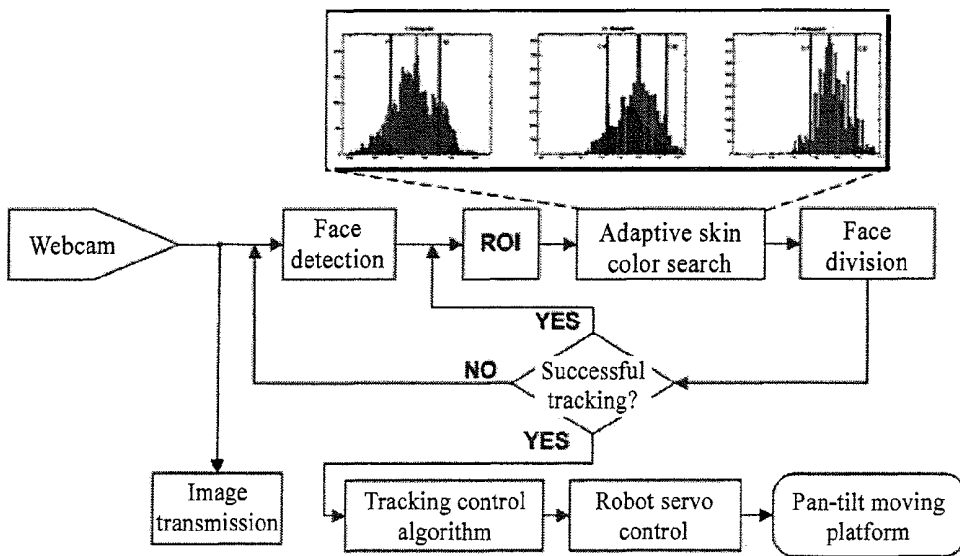 Webcam
Face
detection
ROI
Adaptive skin
color search
Face
division
YES
NO
Successful
tracking?
YES
Image
transmission
Tracking control
algorithm
Robot servo
control
Pan-tilt moving
platform